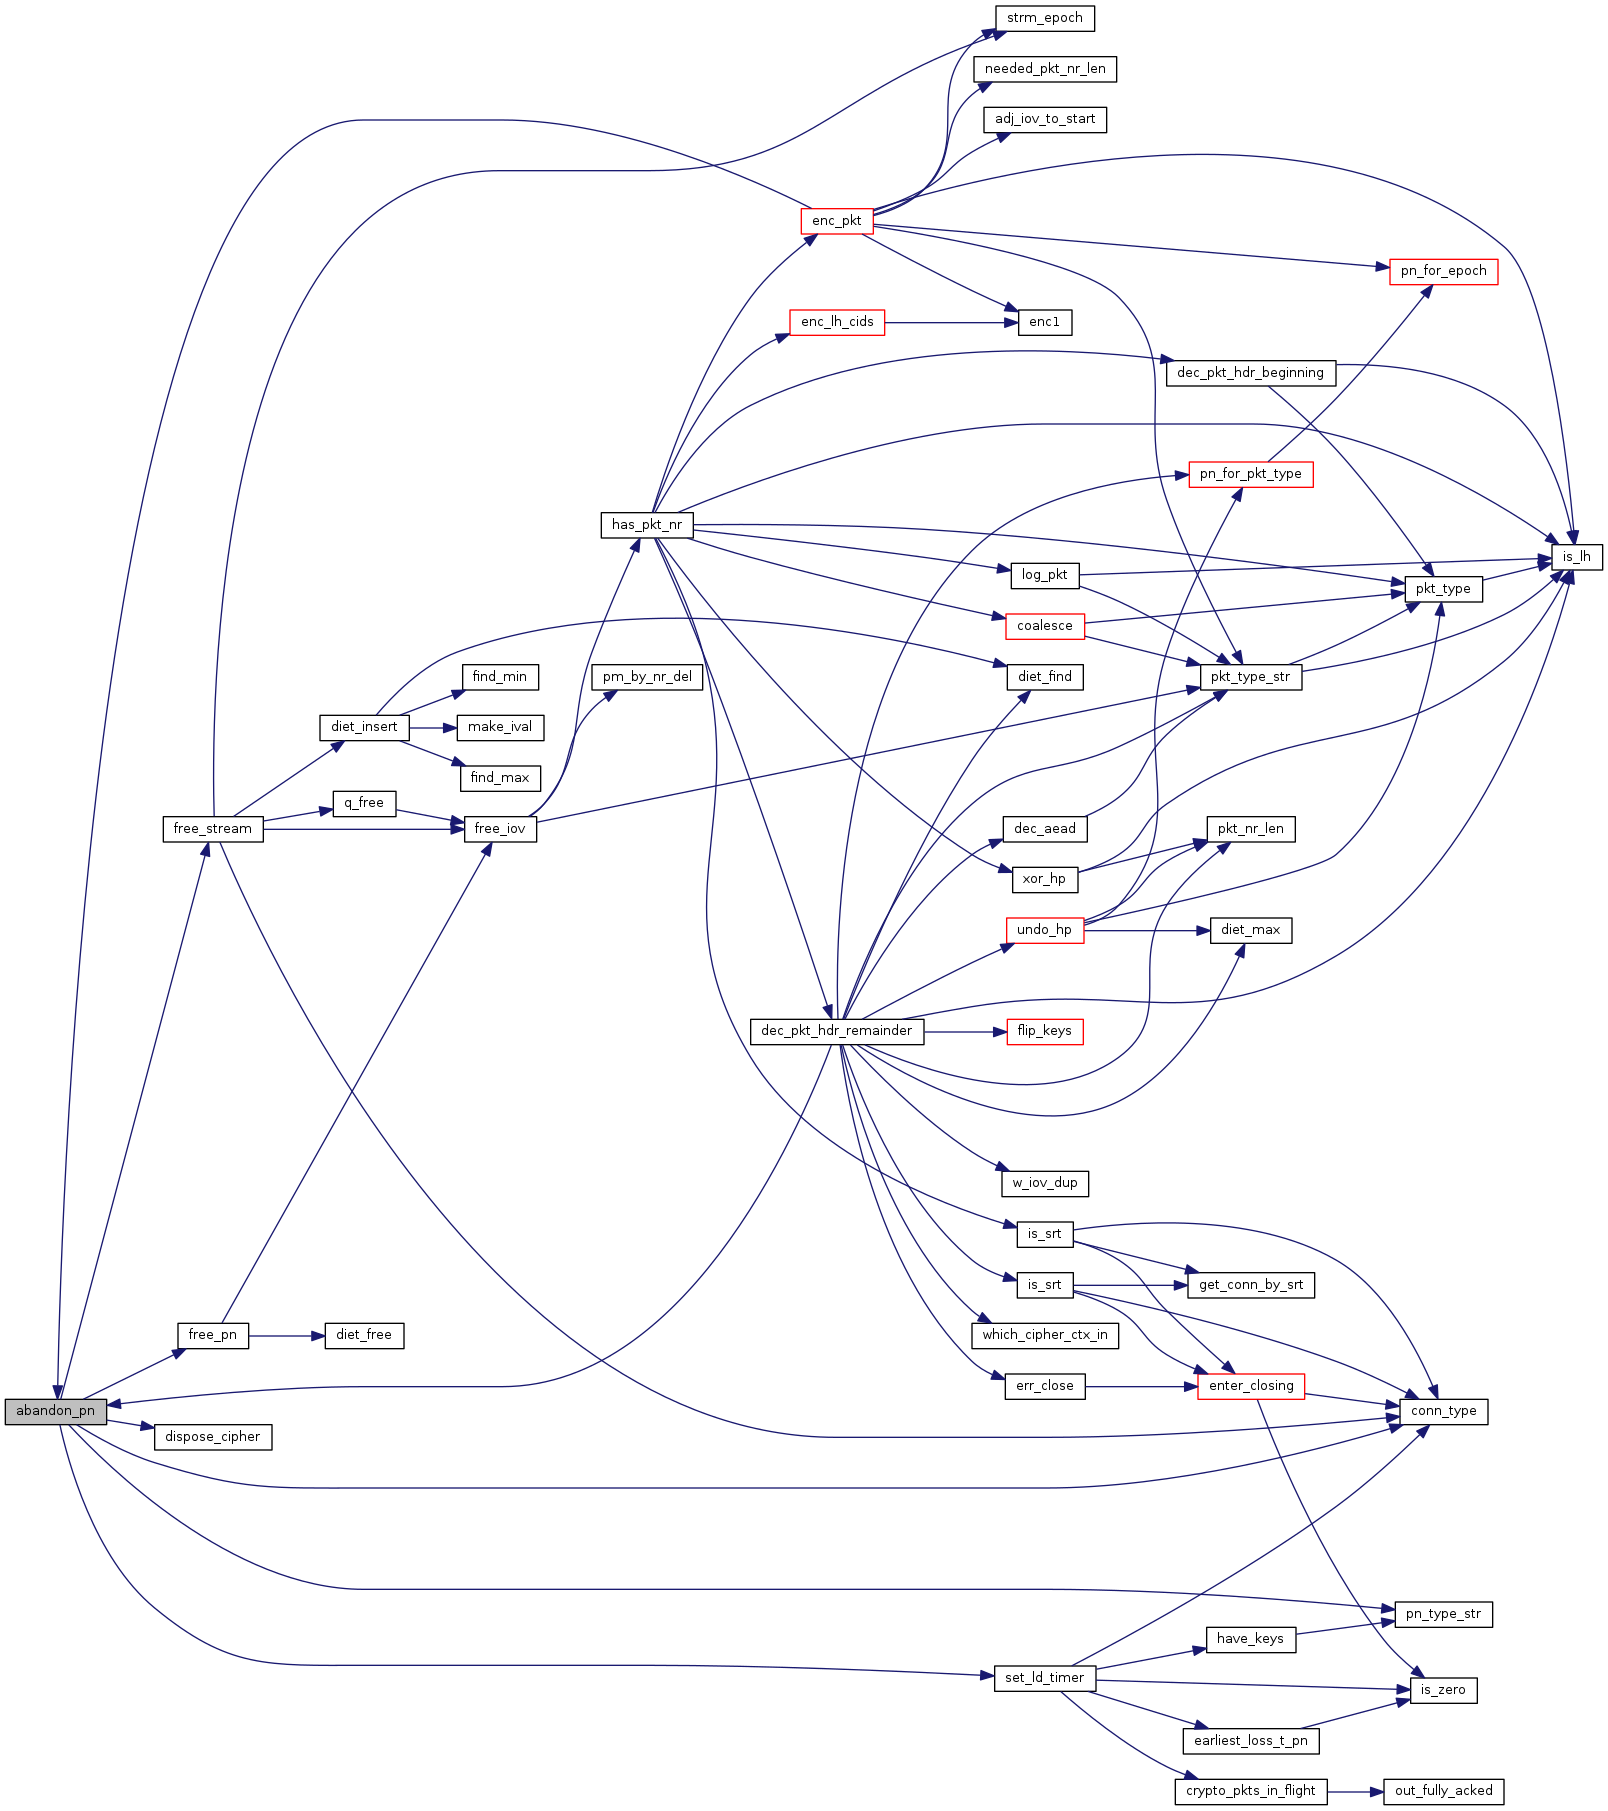 strm_epoch
needed_pkt_nr_len
adj_iov_to_start
enc_pkt
pn_for_epoch
enc_lh_cids
enc1
dec_pkt_hdr_beginning
pn_for_pkt_type
has_pkt_nr
is_lh
log_pkt
pkt_type
coalesce
find_min
pm_by_nr_del
diet_find
pkt_type_str
diet_insert
make_ival
find_max
q_free
free_stream
free_iov
dec_aead
pkt_nr_len
xor_hp
undo_hp
diet_max
dec_pkt_hdr_remainder
flip_keys
w_iov_dup
is_srt
is_srt
get_conn_by_srt
free_pn
diet_free
which_cipher_ctx_in
err_close
enter_closing
abandon_pn
conn_type
dispose_cipher
pn_type_str
have_keys
set_ld_timer
is_zero
earliest_loss_t_pn
crypto_pkts_in_flight
out_fully_acked